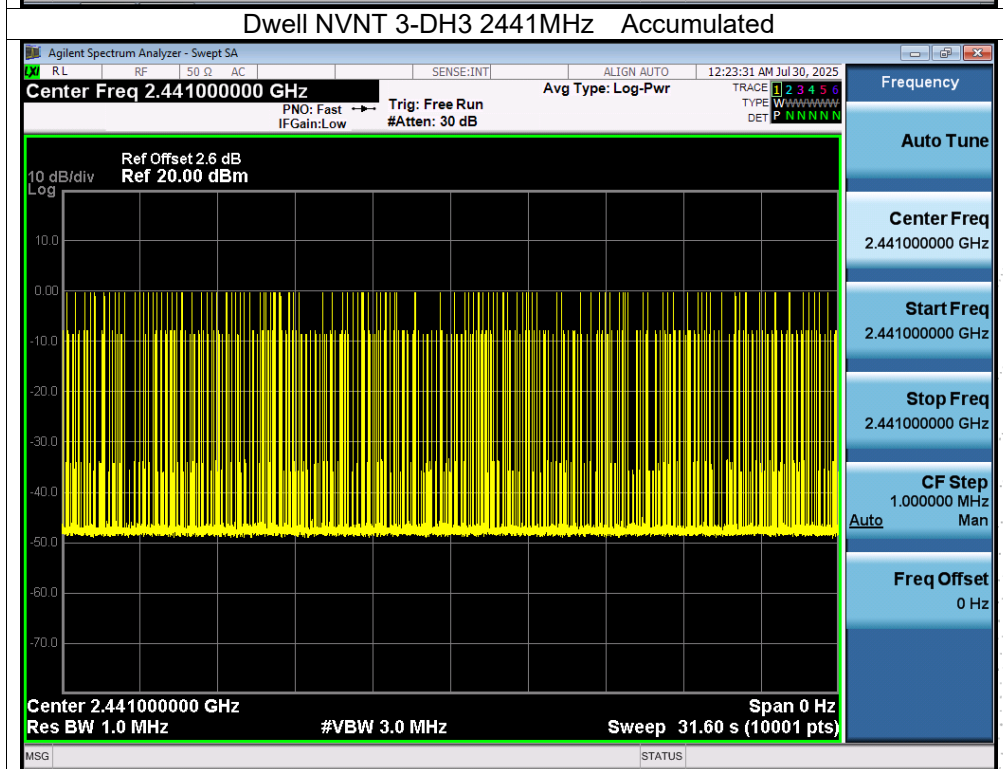 Dwell NVNT 3-DH3 2441MHz    Accumulated
Agilent Spectrum Analyzer - Swept SA
LXI RL RF 50 Ω AC SENSE:INT ALIGN AUTO 12:23:31 AM Jul 30, 2025
Center Freq 2.441000000 GHz
PNO: Fast
IFGain:Low
Trig: Free Run
#Atten: 30 dB
Avg Type: Log-Pwr
TRACE 1 2 3 4 5 6
TYPE WWWWWWW
DET P N N N N N
Ref Offset 2.6 dB
10 dB/div Ref 20.00 dBm
Log
10.0
0.00
-10.0
-20.0
-30.0
-40.0
-50.0
-60.0
-70.0
Center 2.441000000 GHz Span 0 Hz
Res BW 1.0 MHz #VBW 3.0 MHz Sweep 31.60 s (10001 pts)
MSG STATUS
Frequency
Auto Tune
Center Freq
2.441000000 GHz
Start Freq
2.441000000 GHz
Stop Freq
2.441000000 GHz
CF Step
1.000000 MHz
Auto Man
Freq Offset
0 Hz